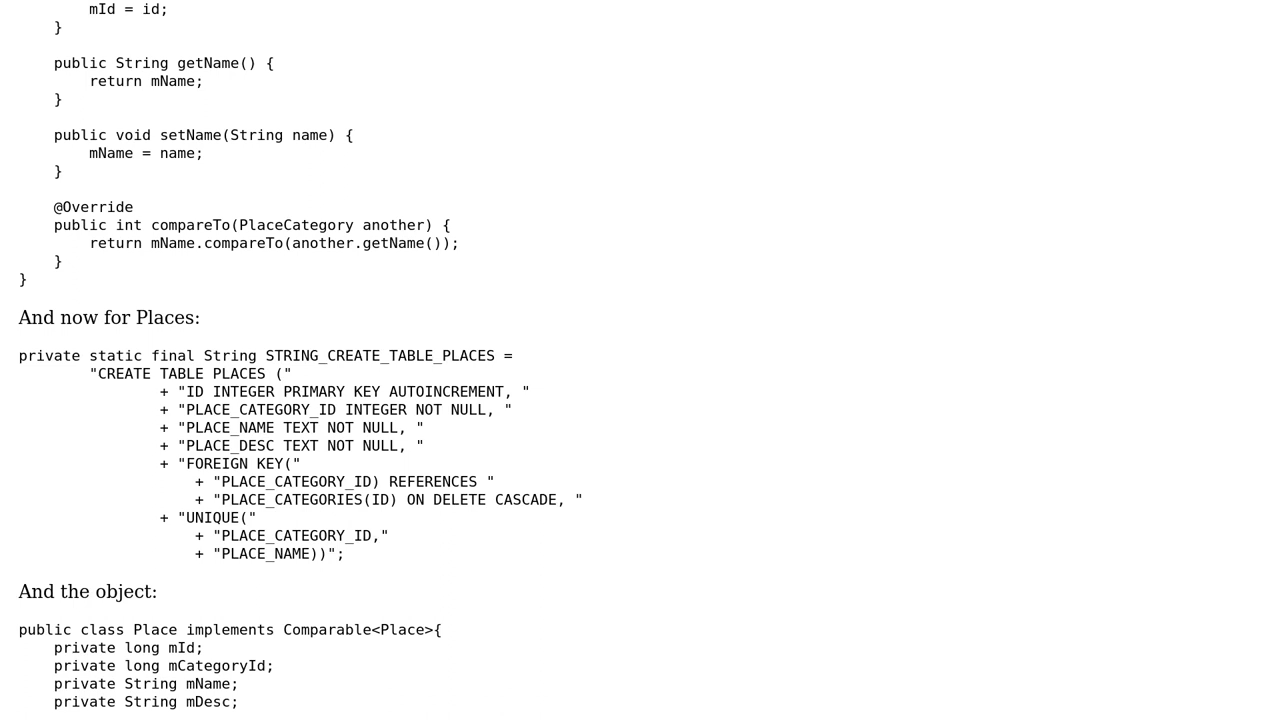 mId = id;
    }

    public String getName() {
        return mName;
    }

    public void setName(String name) {
        mName = name;
    }

    @Override
    public int compareTo(PlaceCategory another) {
        return mName.compareTo(another.getName());
    }
}
And now for Places:
private static final String STRING_CREATE_TABLE_PLACES =
        "CREATE TABLE PLACES ("
                + "ID INTEGER PRIMARY KEY AUTOINCREMENT, "
                + "PLACE_CATEGORY_ID INTEGER NOT NULL, "
                + "PLACE_NAME TEXT NOT NULL, "
                + "PLACE_DESC TEXT NOT NULL, "
                + "FOREIGN KEY("
                    + "PLACE_CATEGORY_ID) REFERENCES "
                    + "PLACE_CATEGORIES(ID) ON DELETE CASCADE, "
                + "UNIQUE("
                    + "PLACE_CATEGORY_ID,"
                    + "PLACE_NAME))";
And the object:
public class Place implements Comparable<Place>{
    private long mId;
    private long mCategoryId;
    private String mName;
    private String mDesc;